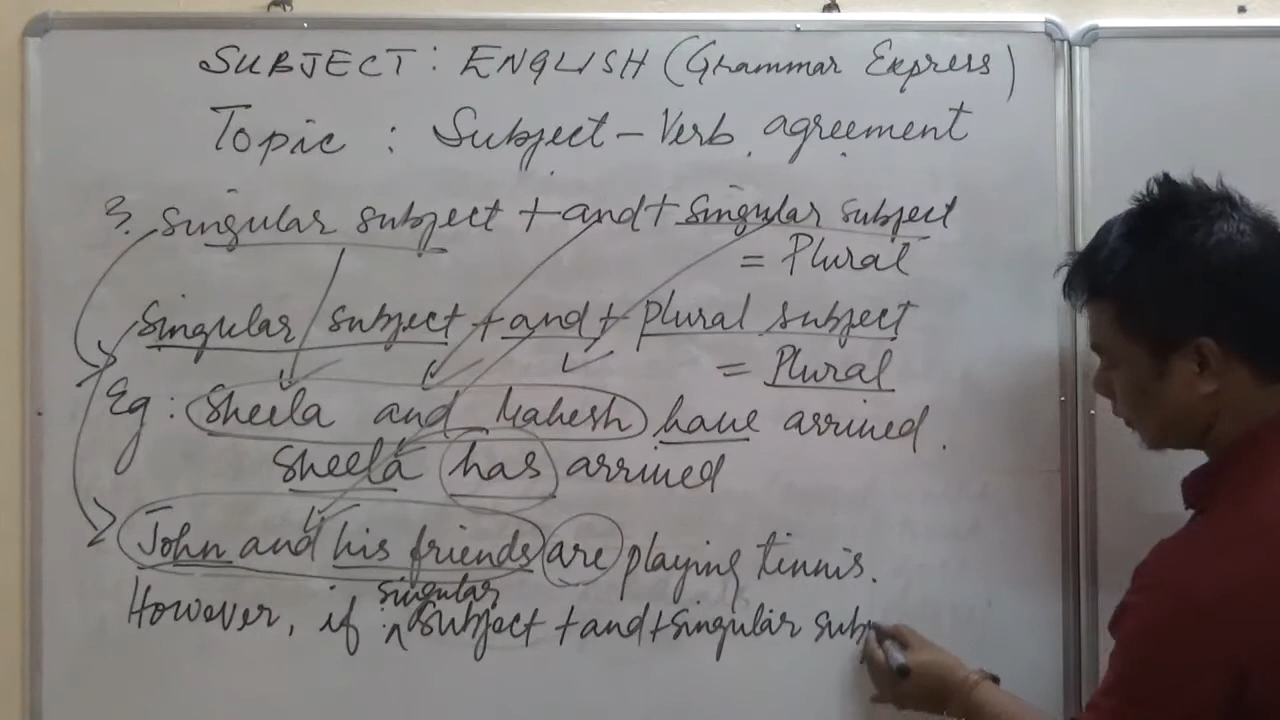 SUBJECT: ENGLISH (Grammar Express)
Topic : Subject-Verb agreement
3. singular subject + and + singular subject
= Plural
Singular subject + and + plural subject
= Plural
Eg: Sheela and Mahesh have arrived.
Sheela has arrived
John and his friends are playing tinnis.
However, if singular subject + and + singular subj